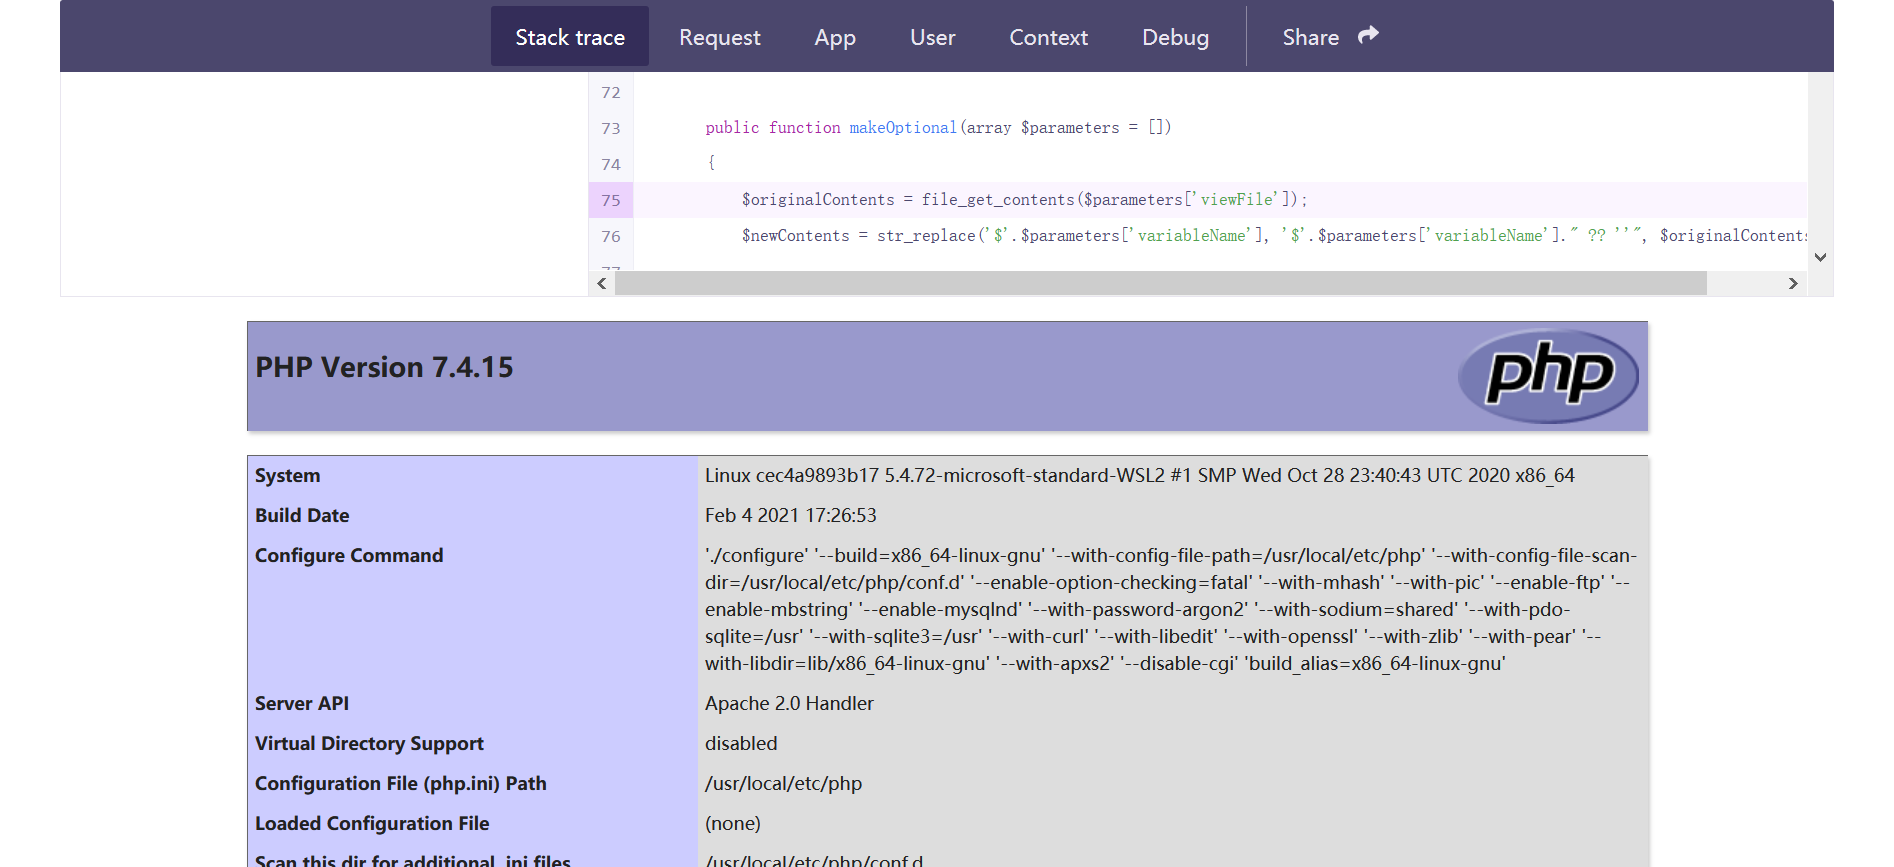 Stack trace Request App User Context Debug Share
72
73 public function makeOptional(array $parameters = [])
74 {
75 $originalContents = file_get_contents($parameters['viewFile']);
76 $newContents = str_replace('$'.$parameters['variableName'], '$'.$parameters['variableName']." ?? ''", $originalContents
77
PHP Version 7.4.15
php
System Linux cec4a9893b17 5.4.72-microsoft-standard-WSL2 #1 SMP Wed Oct 28 23:40:43 UTC 2020 x86_64
Build Date Feb 4 2021 17:26:53
Configure Command './configure' '--build=x86_64-linux-gnu' '--with-config-file-path=/usr/local/etc/php' '--with-config-file-scan-
dir=/usr/local/etc/php/conf.d' '--enable-option-checking=fatal' '--with-mhash' '--with-pic' '--enable-ftp' '--
enable-mbstring' '--enable-mysqlnd' '--with-password-argon2' '--with-sodium=shared' '--with-pdo-
sqlite=/usr' '--with-sqlite3=/usr' '--with-curl' '--with-libedit' '--with-openssl' '--with-zlib' '--with-pear' '--
with-libdir=lib/x86_64-linux-gnu' '--with-apxs2' '--disable-cgi' 'build_alias=x86_64-linux-gnu'
Server API Apache 2.0 Handler
Virtual Directory Support disabled
Configuration File (php.ini) Path /usr/local/etc/php
Loaded Configuration File (none)
Scan this dir for additional .ini files /usr/local/etc/php/conf.d